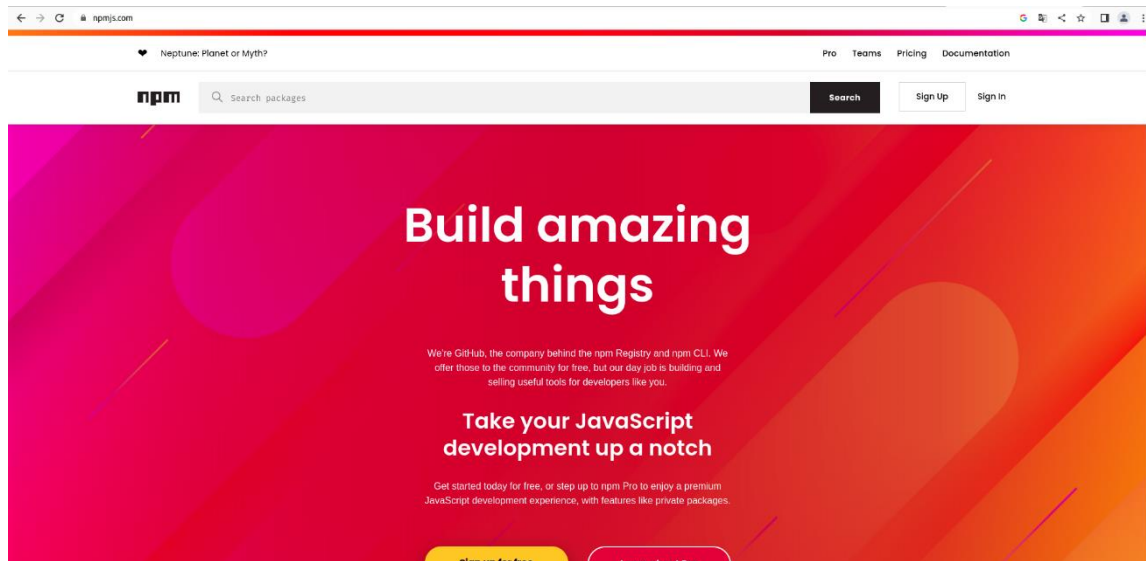 npmjs.com
Neptune: Planet or Myth?
Pro Teams Pricing Documentation
npm Search packages Search Sign Up Sign In
Build amazing
things
We're GitHub, the company behind the npm Registry and npm CLI. We
offer those to the community for free, but our day job is building and
selling useful tools for developers like you.
Take your JavaScript
development up a notch
Get started today for free, or step up to npm Pro to enjoy a premium
JavaScript development experience, with features like private packages.
Sign up for free